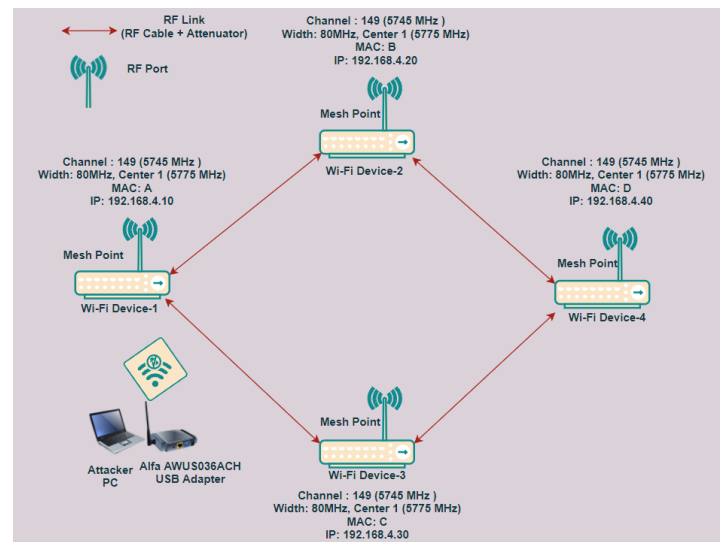 RF Link
(RF Cable + Attenuator)
RF Port
Channel : 149 (5745 MHz )
Width: 80MHz, Center 1 (5775 MHz)
MAC: B
IP: 192.168.4.20
Mesh Point
Wi-Fi Device-2
Channel : 149 (5745 MHz )
Width: 80MHz, Center 1 (5775 MHz)
MAC: A
IP: 192.168.4.10
Mesh Point
Wi-Fi Device-1
Channel : 149 (5745 MHz )
Width: 80MHz, Center 1 (5775 MHz)
MAC: D
IP: 192.168.4.40
Mesh Point
Wi-Fi Device-4
Attacker
PC
Alfa AWUS036ACH
USB Adapter
Mesh Point
Wi-Fi Device-3
Channel : 149 (5745 MHz )
Width: 80MHz, Center 1 (5775 MHz)
MAC: C
IP: 192.168.4.30